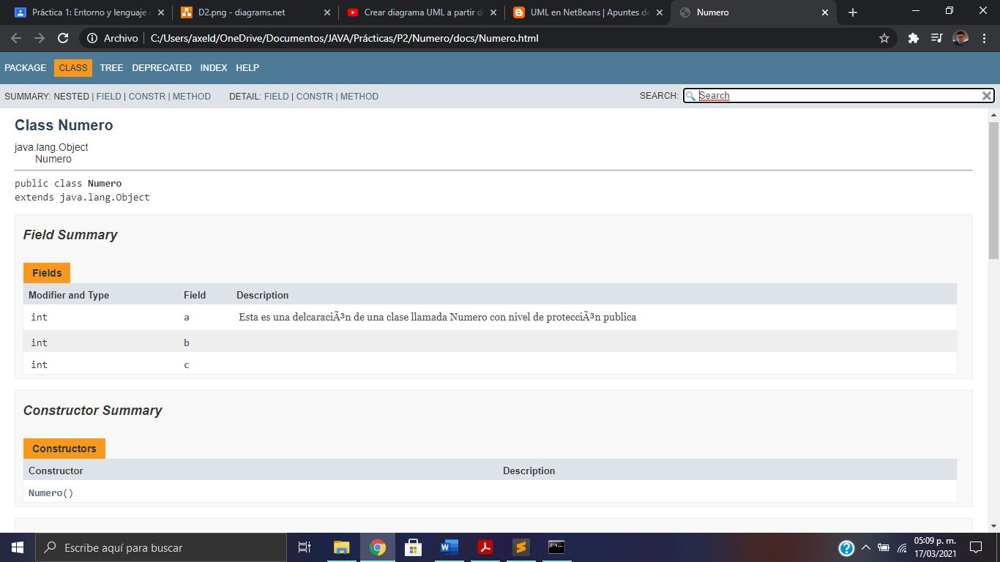 Práctica 1: Entorno y lenguaje
D2.png - diagrams.net
Crear diagrama UML a partir d
UML en NetBeans | Apuntes de
Numero
Archivo
C:/Users/axeld/OneDrive/Documentos/JAVA/Prácticas/P2/Numero/docs/Numero.html
PACKAGE CLASS TREE DEPRECATED INDEX HELP
SUMMARY: NESTED | FIELD | CONSTR | METHOD DETAIL: FIELD | CONSTR | METHOD SEARCH: Search
Class Numero
java.lang.Object
Numero
public class Numero
extends java.lang.Object
Field Summary
Fields
Modifier and Type Field Description
int a Esta es una delcaraciÃ³n de una clase llamada Numero con nivel de protecciÃ³n publica
int b
int c
Constructor Summary
Constructors
Constructor Description
Numero()
Escribe aquí para buscar
05:09 p. m.
17/03/2021